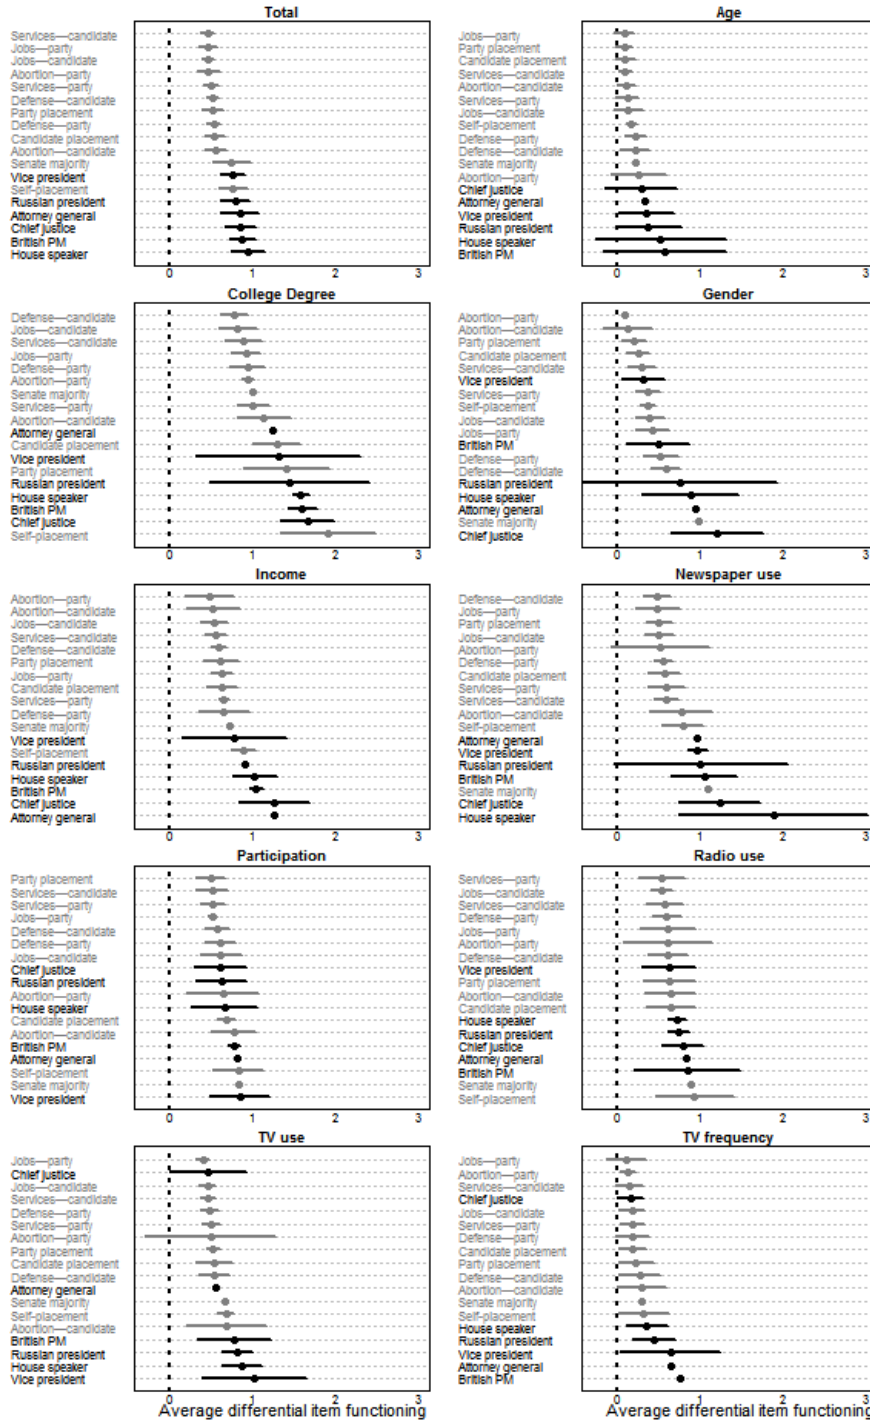 Total
Services—candidate
Jobs—party
Jobs—candidate
Abortion—party
Services—party
Defense—candidate
Party placement
Defense—party
Candidate placement
Abortion—candidate
Senate majority
Vice president
Self-placement
Russian president
Attorney general
Chief justice
British PM
House speaker
0 1 2 3
Age
Jobs—party
Party placement
Candidate placement
Services—candidate
Abortion—candidate
Services—party
Jobs—candidate
Self-placement
Defense—party
Defense—candidate
Senate majority
Abortion—party
Chief justice
Attorney general
Vice president
Russian president
House speaker
British PM
0 1 2 3
College Degree
Defense—candidate
Jobs—candidate
Services—candidate
Jobs—party
Defense—party
Abortion—party
Senate majority
Services—party
Abortion—candidate
Attorney general
Candidate placement
Vice president
Party placement
Russian president
House speaker
British PM
Chief justice
Self-placement
0 1 2 3
Gender
Abortion—party
Abortion—candidate
Party placement
Candidate placement
Services—candidate
Vice president
Services—party
Self-placement
Jobs—candidate
Jobs—party
British PM
Defense—party
Defense—candidate
Russian president
House speaker
Attorney general
Senate majority
Chief justice
0 1 2 3
Income
Abortion—party
Abortion—candidate
Jobs—candidate
Services—candidate
Defense—candidate
Party placement
Jobs—party
Candidate placement
Services—party
Defense—party
Senate majority
Vice president
Self-placement
Russian president
House speaker
British PM
Chief justice
Attorney general
0 1 2 3
Newspaper use
Defense—candidate
Jobs—party
Party placement
Jobs—candidate
Abortion—party
Defense—party
Candidate placement
Services—party
Services—candidate
Abortion—candidate
Self-placement
Attorney general
Vice president
Russian president
British PM
Senate majority
Chief justice
House speaker
0 1 2 3
Participation
Party placement
Services—candidate
Services—party
Jobs—party
Defense—candidate
Defense—party
Jobs—candidate
Chief justice
Russian president
Abortion—party
House speaker
Candidate placement
Abortion—candidate
British PM
Attorney general
Self-placement
Senate majority
Vice president
0 1 2 3
Radio use
Services—party
Jobs—candidate
Services—candidate
Defense—party
Jobs—party
Abortion—party
Defense—candidate
Vice president
Party placement
Abortion—candidate
Candidate placement
House speaker
Russian president
Chief justice
Attorney general
British PM
Senate majority
Self-placement
0 1 2 3
TV use
Jobs—party
Chief justice
Jobs—candidate
Services—candidate
Defense—party
Services—party
Abortion—party
Party placement
Candidate placement
Defense—candidate
Attorney general
Senate majority
Self-placement
Abortion—candidate
British PM
Russian president
House speaker
Vice president
0 1 2 3
Average differential item functioning
TV frequency
Jobs—party
Abortion—party
Services—candidate
Chief justice
Jobs—candidate
Services—party
Defense—party
Candidate placement
Party placement
Defense—candidate
Abortion—candidate
Senate majority
Self-placement
House speaker
Russian president
Vice president
Attorney general
British PM
0 1 2 3
Average differential item functioning